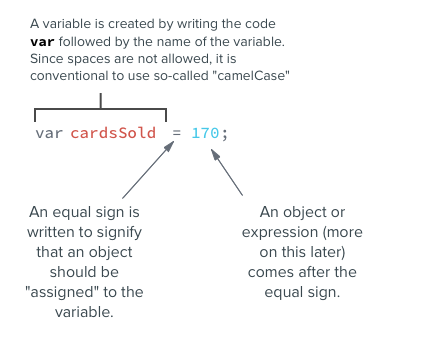 A variable is created by writing the code
var followed by the name of the variable.
Since spaces are not allowed, it is
conventional to use so-called "camelCase"
var cardsSold = 170;
An equal sign is
written to signify
that an object
should be
"assigned" to the
variable.
An object or
expression (more
on this later)
comes after the
equal sign.